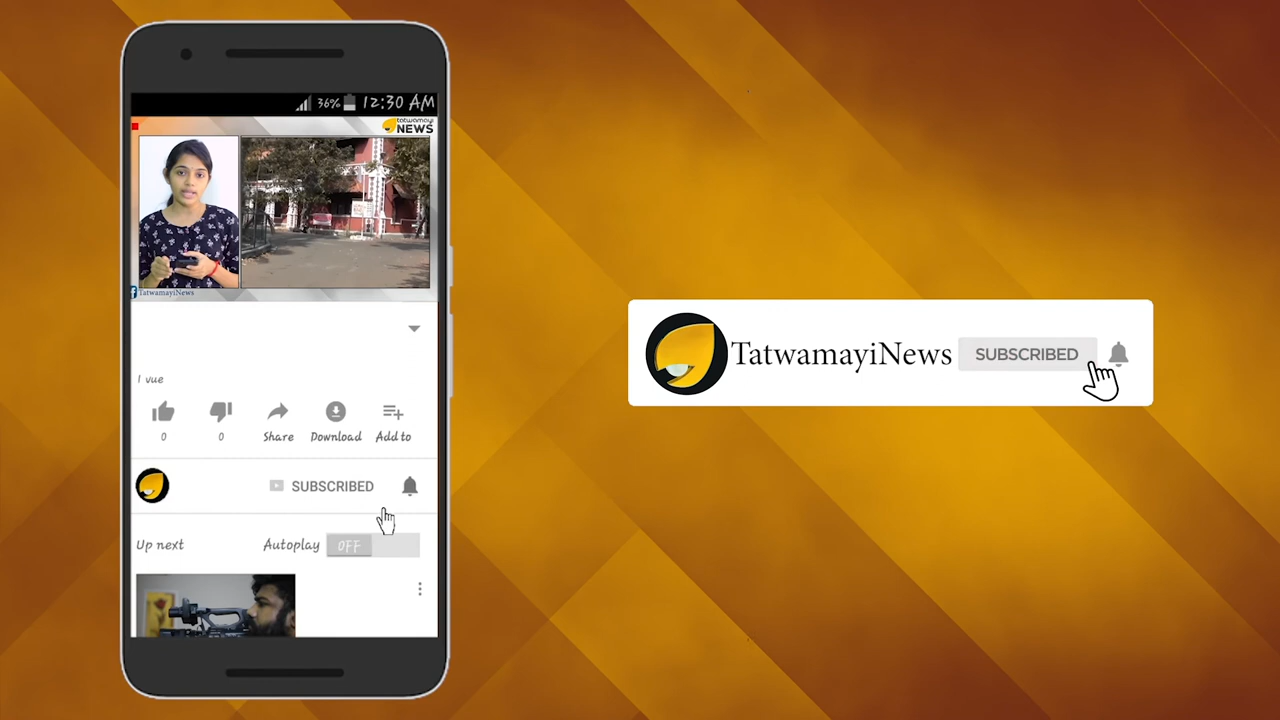 36% 12:30 AM
tatwamayi
NEWS
TatwamayiNews
1 vue
0 0 Share Download Add to
SUBSCRIBED
Up next Autoplay OFF
TatwamayiNews SUBSCRIBED